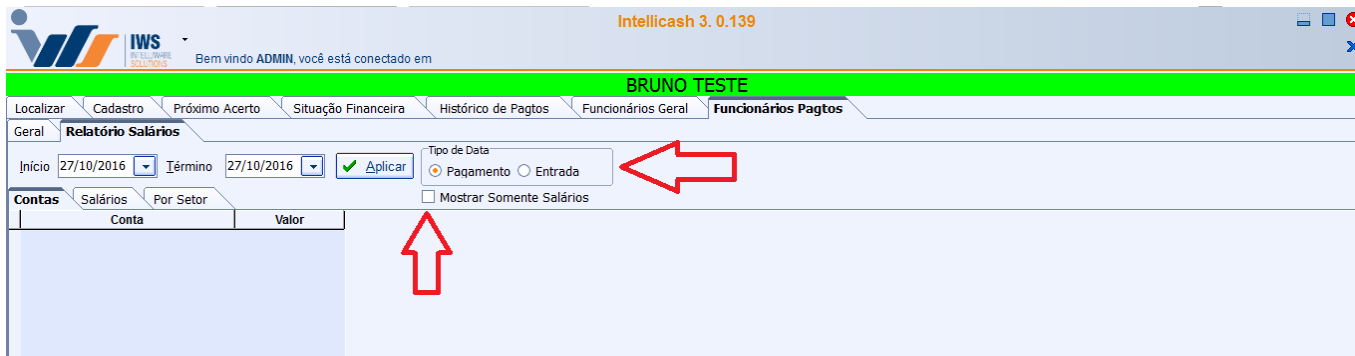 Intellicash 3. 0.139
IWS
INTELLIWARE
SOLUTIONS
Bem vindo ADMIN, você está conectado em
BRUNO TESTE
Localizar Cadastro Próximo Acerto Situação Financeira Histórico de Pagtos Funcionários Geral Funcionários Pagtos
Geral Relatório Salários
Tipo de Data
Início 27/10/2016 Término 27/10/2016 Aplicar Pagamento Entrada
Contas Salários Por Setor Mostrar Somente Salários
Conta Valor